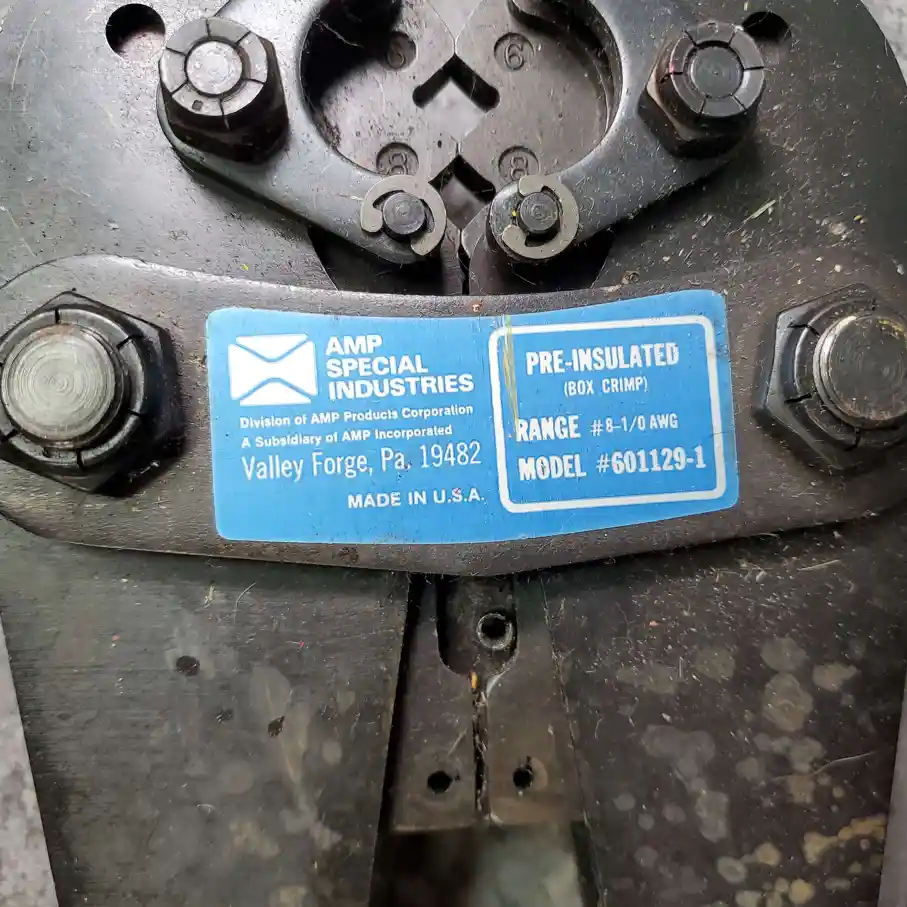 6 6
8 8
AMP
SPECIAL
INDUSTRIES
Division of AMP Products Corporation
A Subsidiary of AMP Incorporated
Valley Forge, Pa. 19482
MADE IN U.S.A.
PRE-INSULATED
(BOX CRIMP)
RANGE #8-1/0 AWG
MODEL #601129-1